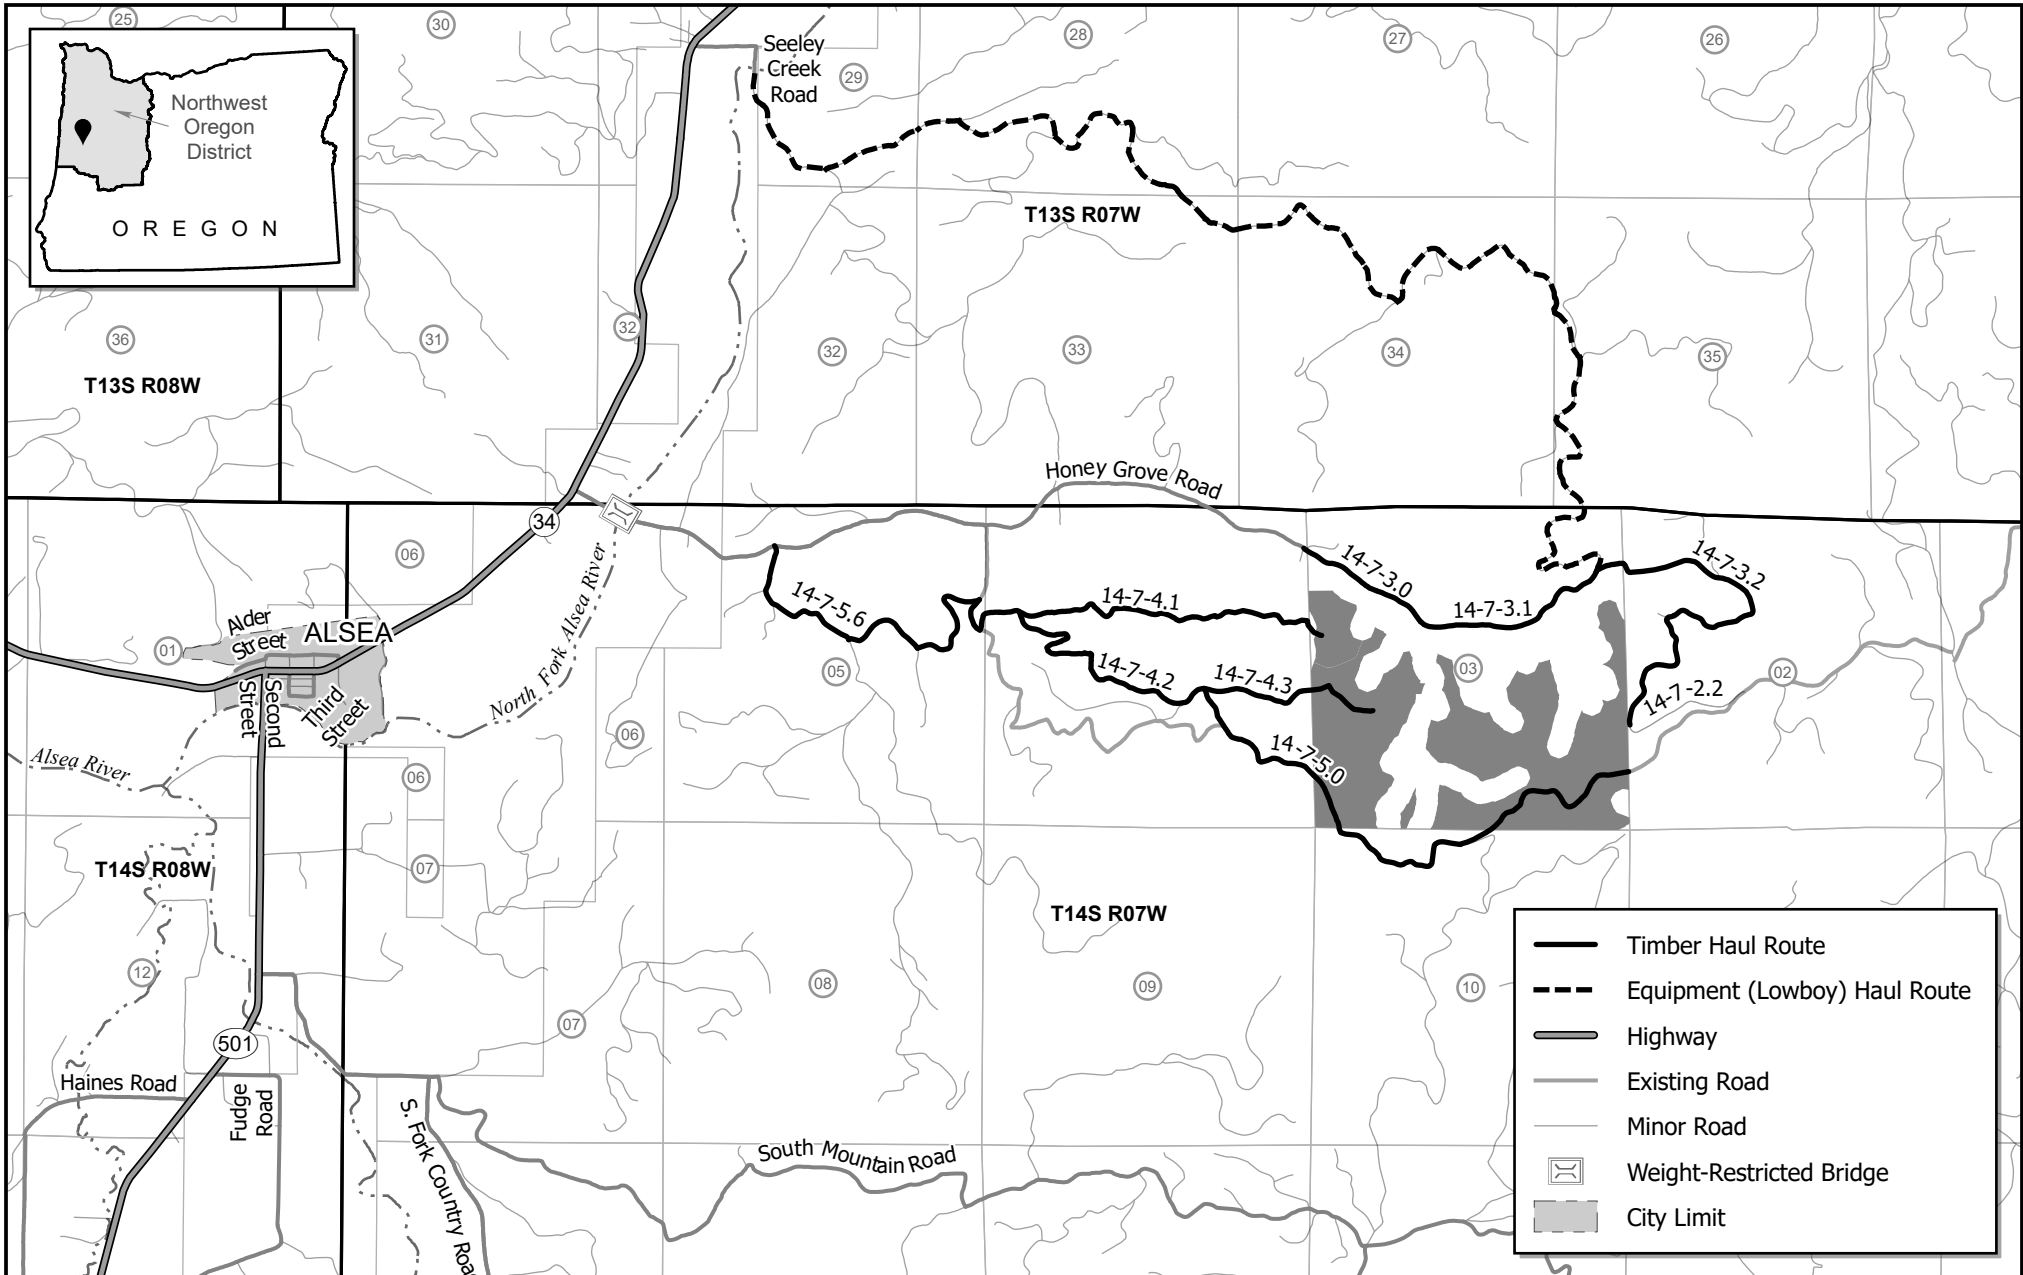 25
30
28
27
26
Seeley
Creek
Road
29
Northwest
Oregon
District
OREGON
T13S R07W
36
31
32
32
33
34
35
T13S R08W
Honey Grove Road
34
06
North Fork Alsea River
14-7-3.0
14-7-3.2
14-7-3.1
14-7-5.6
14-7-4.1
Alder
Street
ALSEA
01
05
03
02
14-7-4.2
14-7-4.3
14-7-2.2
Second
Street
Third
Street
06
14-7-5.0
Alsea River
06
T14S R08W
07
T14S R07W
12
08
09
10
07
501
Haines Road
Fudge
Road
S. Fork Country Roa
South Mountain Road
Timber Haul Route
Equipment (Lowboy) Haul Route
Highway
Existing Road
Minor Road
Weight-Restricted Bridge
City Limit